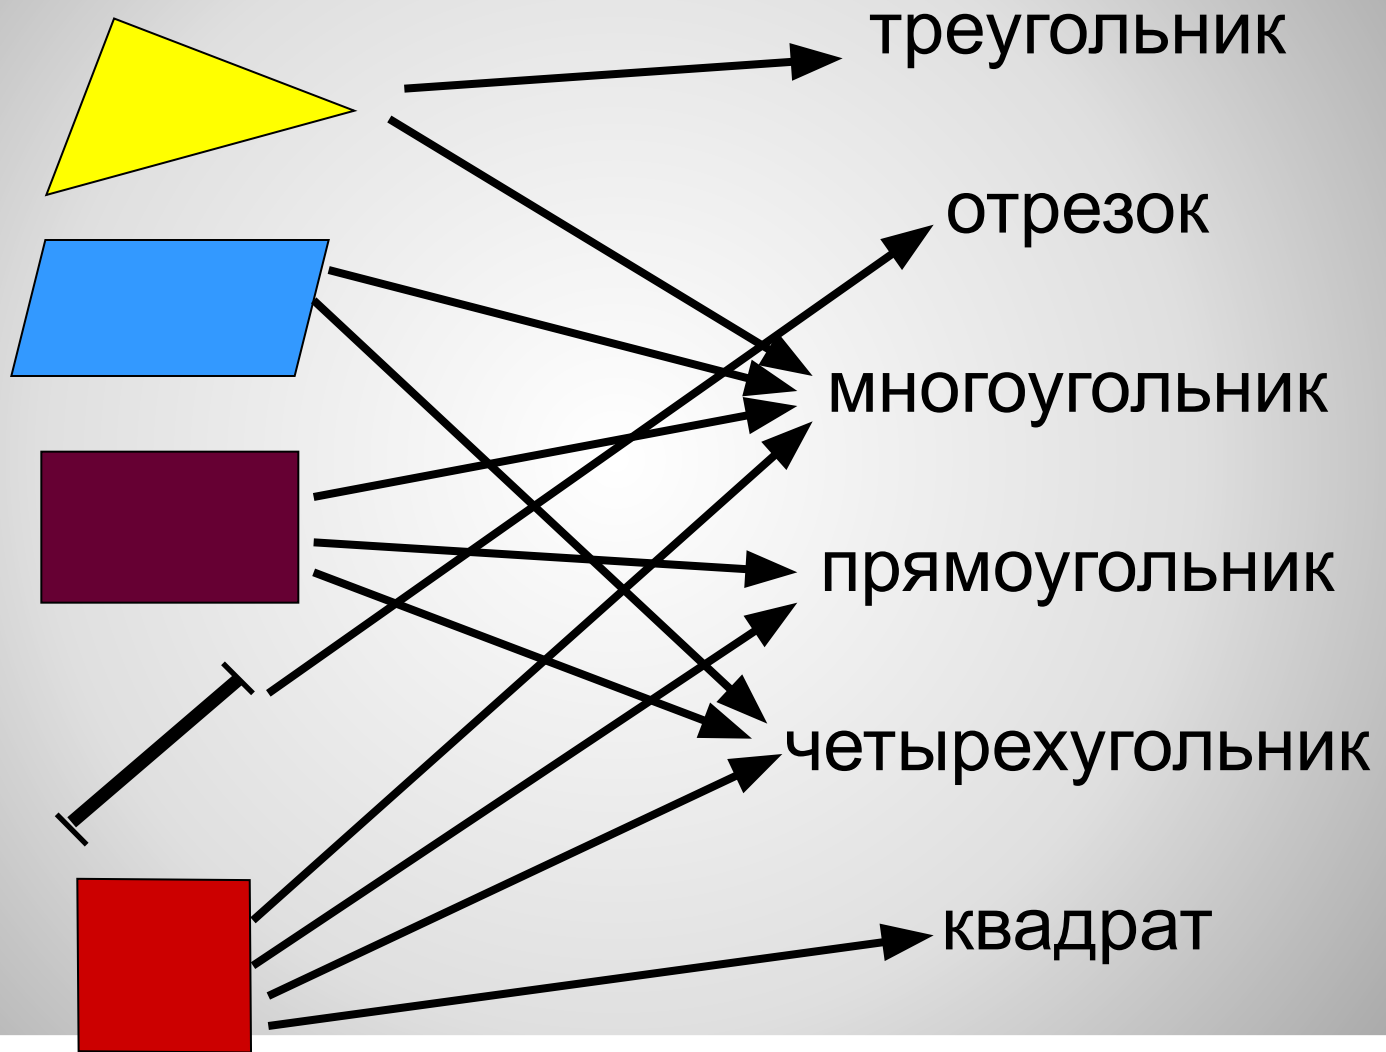 треугольник
отрезок
многоугольник
прямоугольник
четырехугольник
квадрат